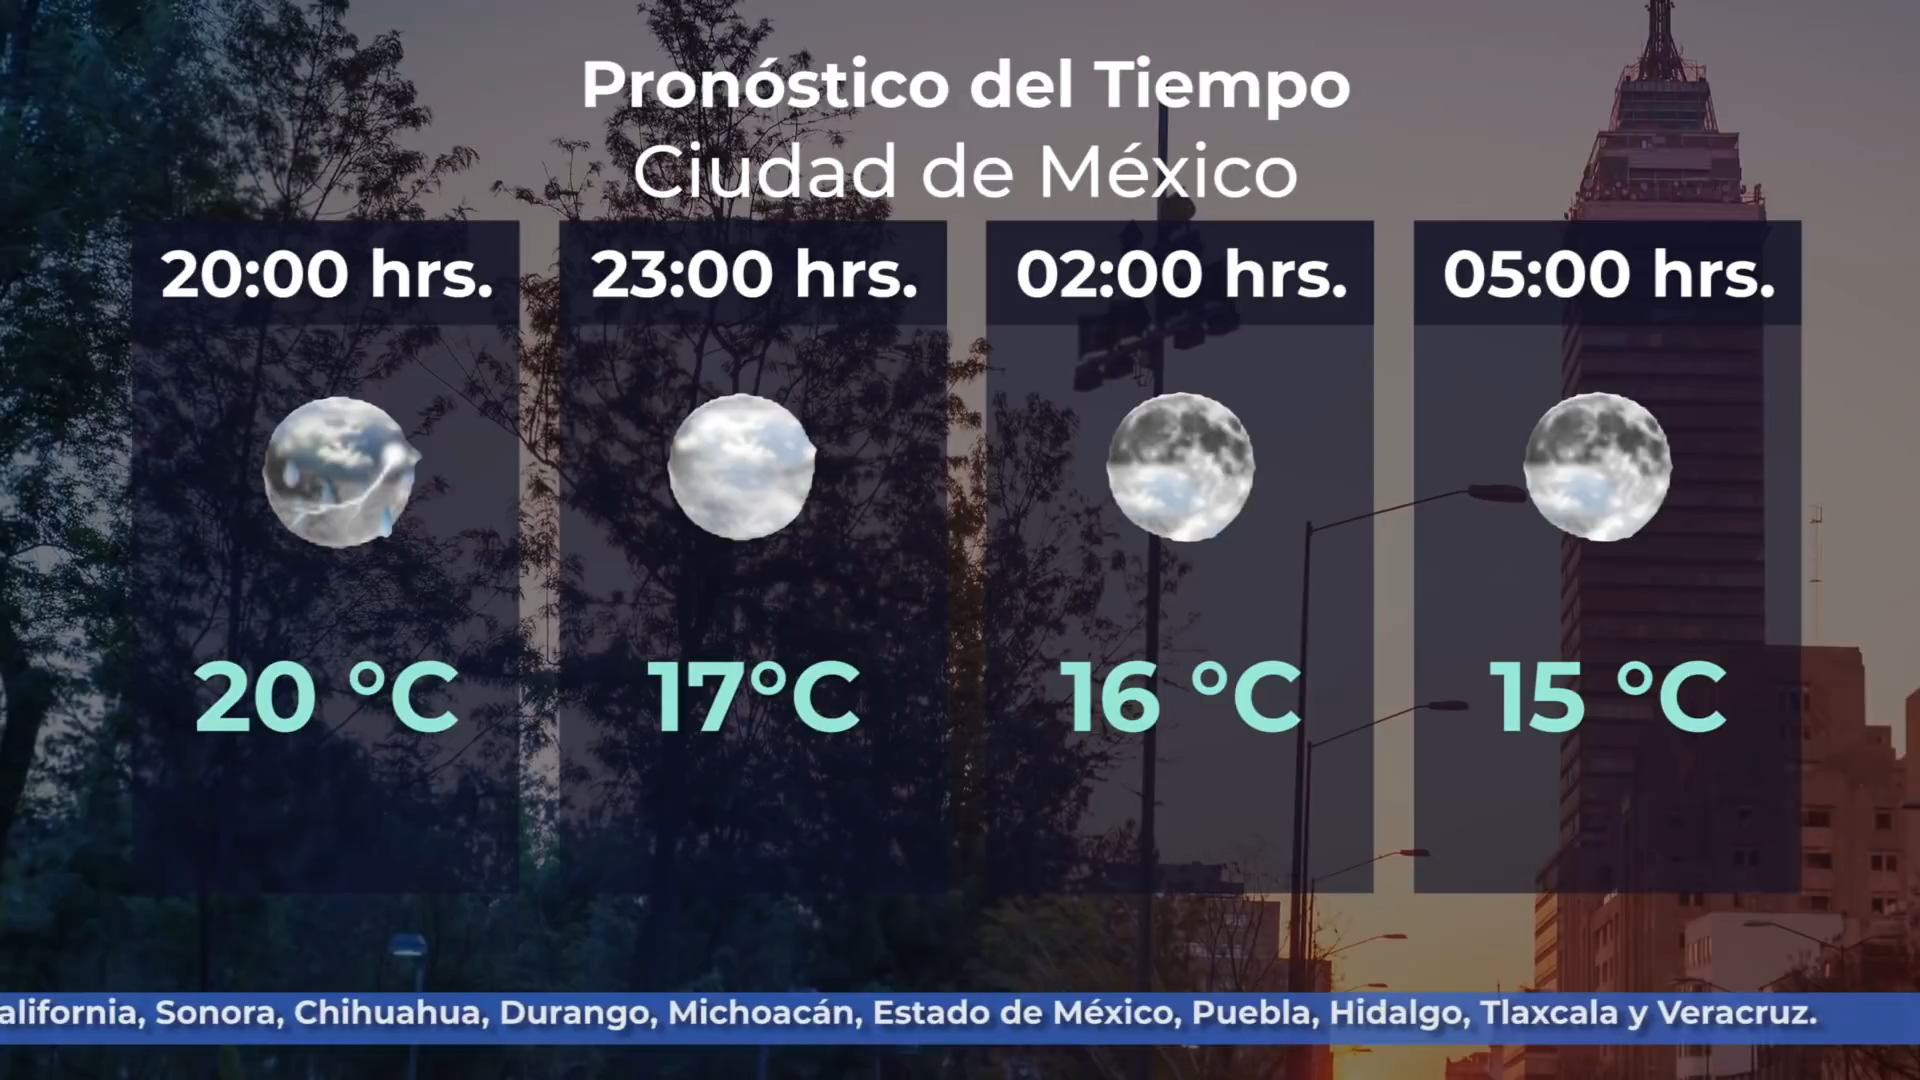 Pronóstico del Tiempo
Ciudad de México
20:00 hrs.
23:00 hrs.
02:00 hrs.
05:00 hrs.
20 °C
17°C
16 °C
15 °C
alifornia, Sonora, Chihuahua, Durango, Michoacán, Estado de México, Puebla, Hidalgo, Tlaxcala y Veracruz.